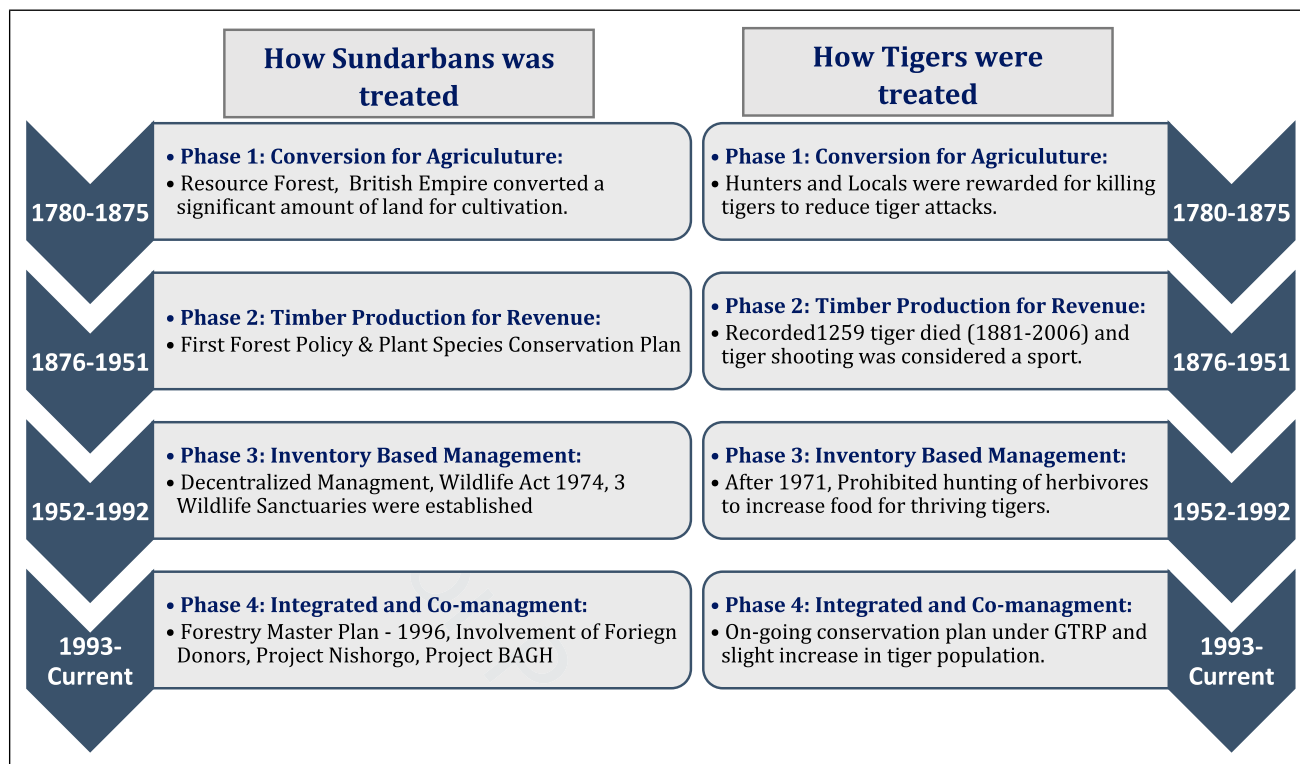 How Sundarbans was
treated
1780-1875
• Phase 1: Conversion for Agriculuture:
• Resource Forest, British Empire converted a
significant amount of land for cultivation.
1876-1951
• Phase 2: Timber Production for Revenue:
• First Forest Policy & Plant Species Conservation Plan
1952-1992
• Phase 3: Inventory Based Management:
• Decentralized Managment, Wildlife Act 1974, 3
Wildlife Sanctuaries were established
1993-
Current
• Phase 4: Integrated and Co-managment:
• Forestry Master Plan - 1996, Involvement of Foriegn
Donors, Project Nishorgo, Project BAGH
How Tigers were
treated
• Phase 1: Conversion for Agriculuture:
• Hunters and Locals were rewarded for killing
tigers to reduce tiger attacks.
1780-1875
• Phase 2: Timber Production for Revenue:
• Recorded1259 tiger died (1881-2006) and
tiger shooting was considered a sport.
1876-1951
• Phase 3: Inventory Based Management:
• After 1971, Prohibited hunting of herbivores
to increase food for thriving tigers.
1952-1992
• Phase 4: Integrated and Co-managment:
• On-going conservation plan under GTRP and
slight increase in tiger population.
1993-
Current